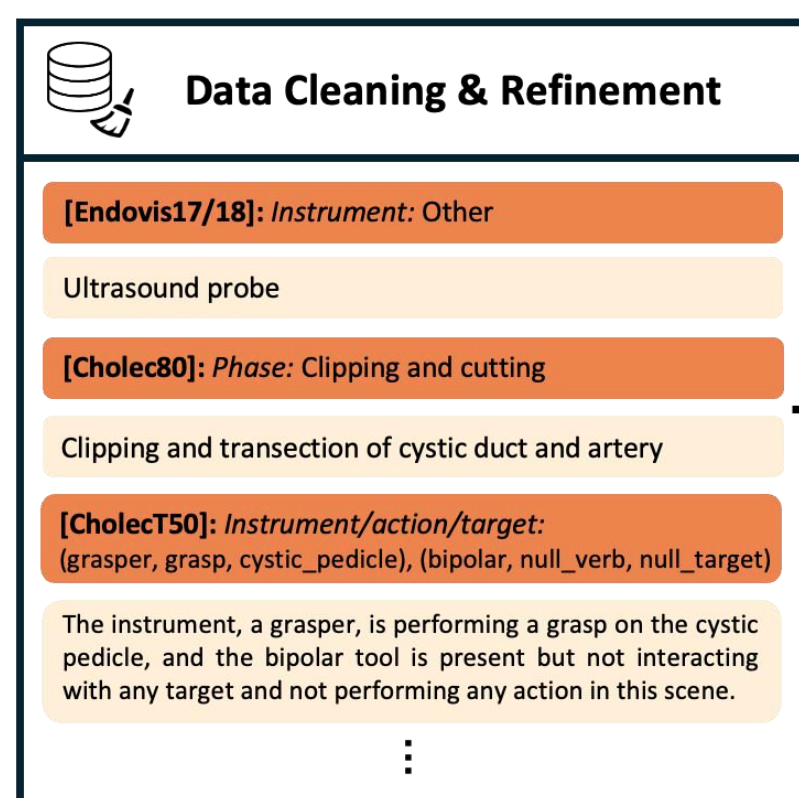 Data Cleaning & Refinement
[Endovis17/18]: Instrument: Other
Ultrasound probe
[Cholec80]: Phase: Clipping and cutting
Clipping and transection of cystic duct and artery
[CholecT50]: Instrument/action/target:
(grasper, grasp, cystic_pedicle), (bipolar, null_verb, null_target)
The instrument, a grasper, is performing a grasp on the cystic
pedicle, and the bipolar tool is present but not interacting
with any target and not performing any action in this scene.
⋮